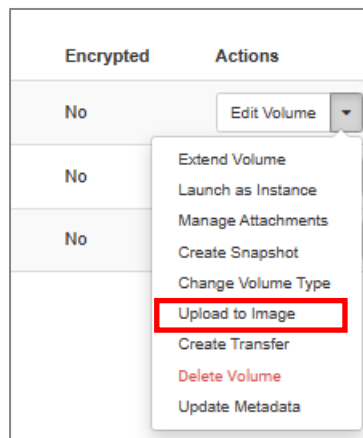 Encrypted Actions
No Edit Volume
Extend Volume
No
Launch as Instance
Manage Attachments
No
Create Snapshot
Change Volume Type
Upload to Image
Create Transfer
Delete Volume
Update Metadata